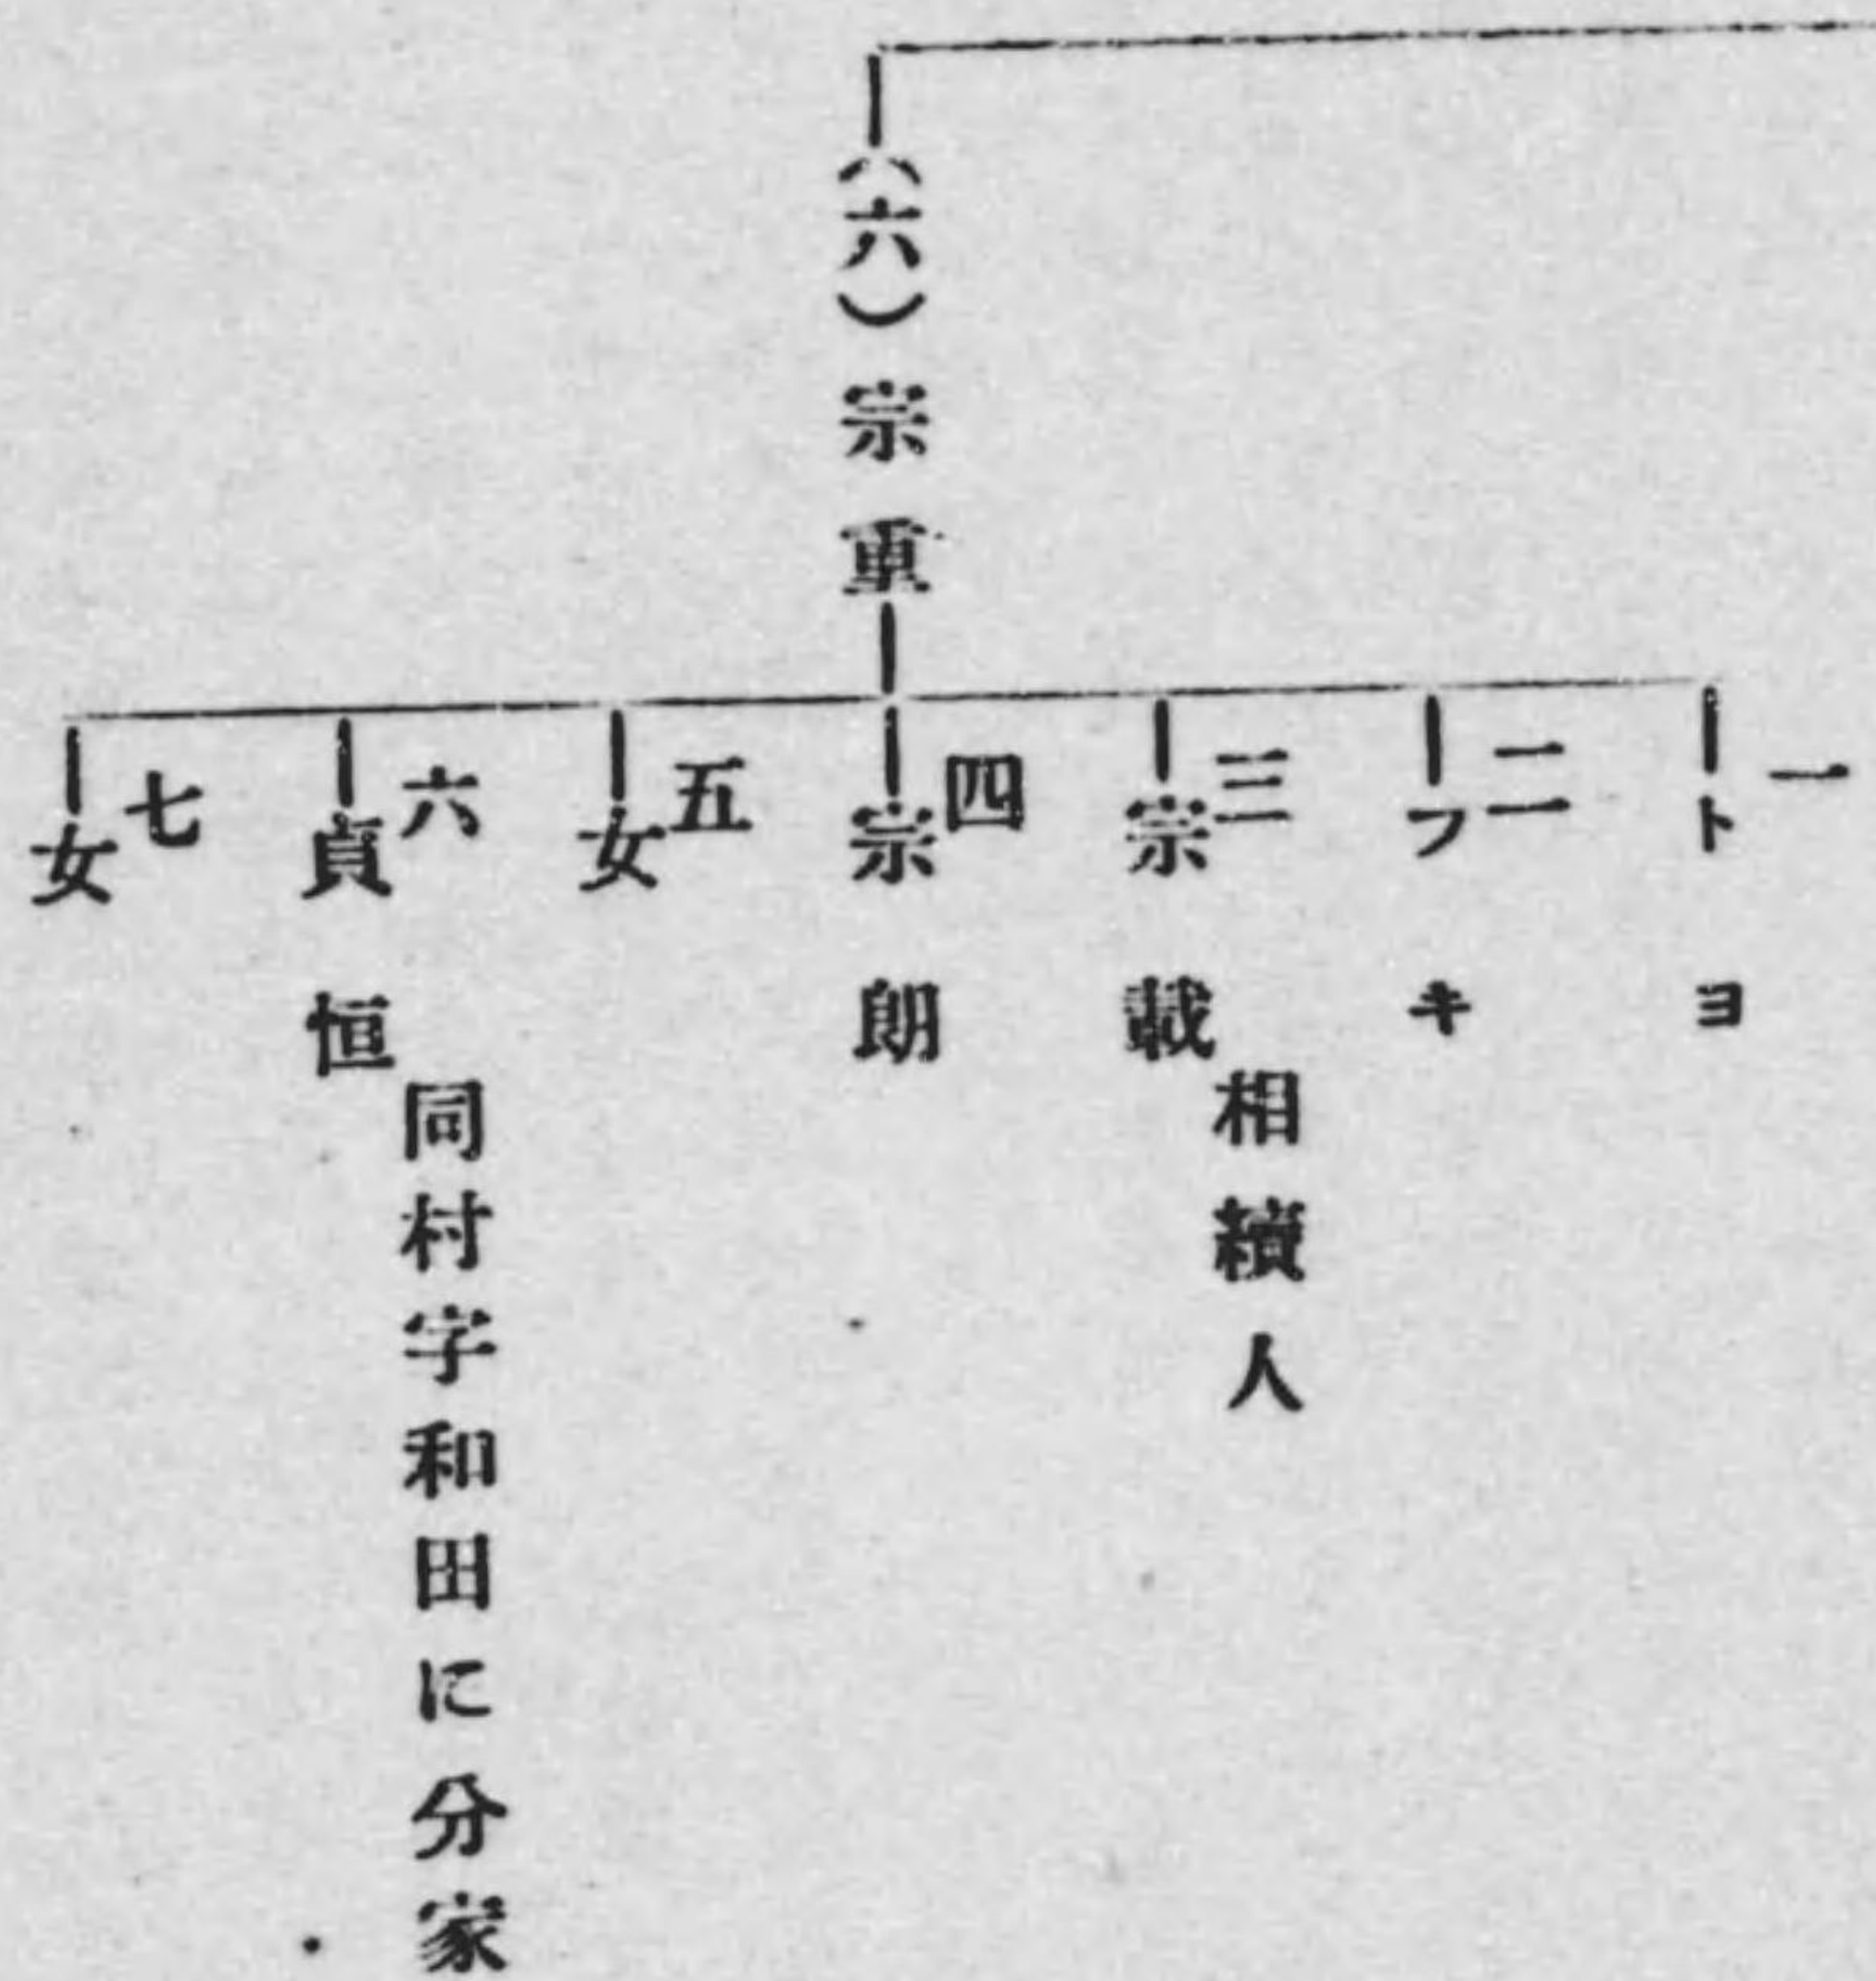 (六)宗重
一
トヨ
二
フキ
三
宗載
相續人
四
宗朗
五
女
六
貞恒
同村字和田に分家
七
女